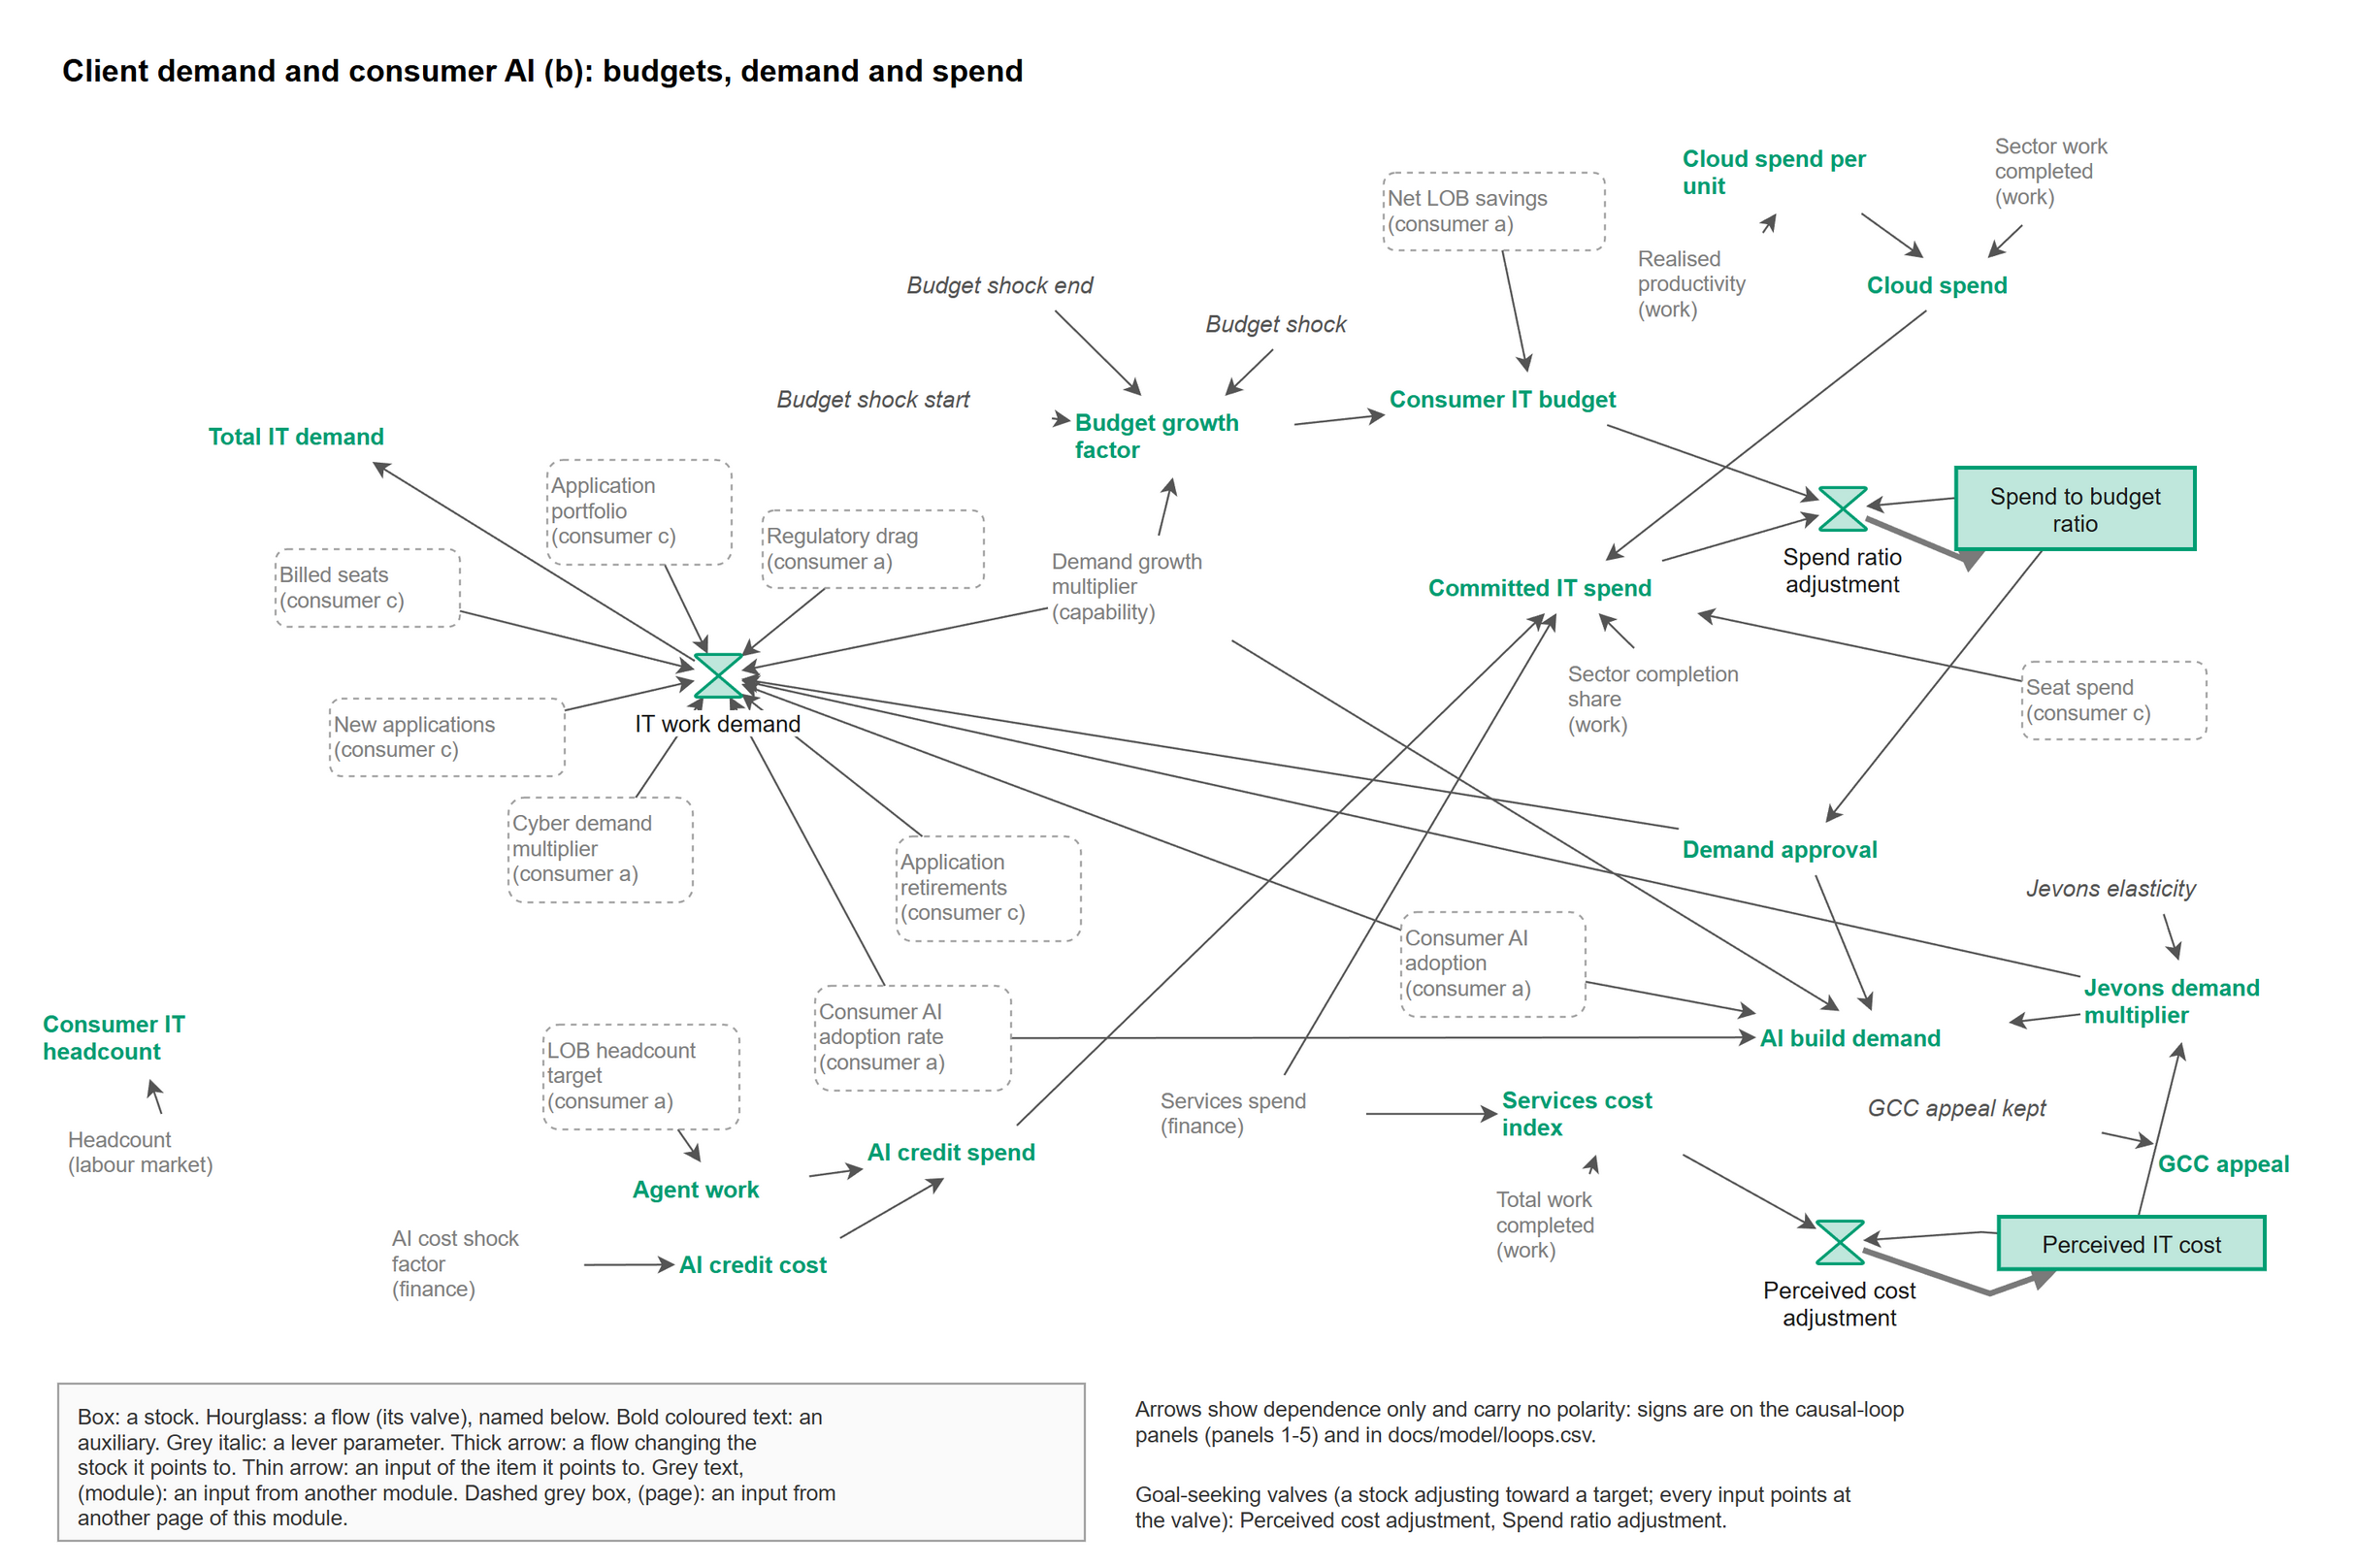 Client demand and consumer AI (b): budgets, demand and spend
Cloud spend per
unit
Sector work
completed
(work)
Net LOB savings
(consumer a)
Realised
productivity
(work)
Cloud spend
Budget shock end
Budget shock
Budget shock start
Consumer IT budget
Budget growth
factor
Total IT demand
Application
portfolio
(consumer c)
Regulatory drag
(consumer a)
Spend to budget
ratio
Spend ratio
adjustment
Billed seats
(consumer c)
Demand growth
multiplier
(capability)
Committed IT spend
Sector completion
share
(work)
Seat spend
(consumer c)
New applications
(consumer c)
IT work demand
Cyber demand
multiplier
(consumer a)
Application
retirements
(consumer c)
Demand approval
Jevons elasticity
Consumer AI
adoption
(consumer a)
Jevons demand
multiplier
Consumer IT
headcount
LOB headcount
target
(consumer a)
Consumer AI
adoption rate
(consumer a)
AI build demand
Services spend
(finance)
Services cost
index
GCC appeal kept
Headcount
(labour market)
AI credit spend
GCC appeal
Agent work
Total work
completed
(work)
AI cost shock
factor
(finance)
AI credit cost
Perceived IT cost
Perceived cost
adjustment
Box: a stock. Hourglass: a flow (its valve), named below. Bold coloured text: an
auxiliary. Grey italic: a lever parameter. Thick arrow: a flow changing the
stock it points to. Thin arrow: an input of the item it points to. Grey text,
(module): an input from another module. Dashed grey box, (page): an input from
another page of this module.
Arrows show dependence only and carry no polarity: signs are on the causal-loop
panels (panels 1-5) and in docs/model/loops.csv.
Goal-seeking valves (a stock adjusting toward a target; every input points at
the valve): Perceived cost adjustment, Spend ratio adjustment.